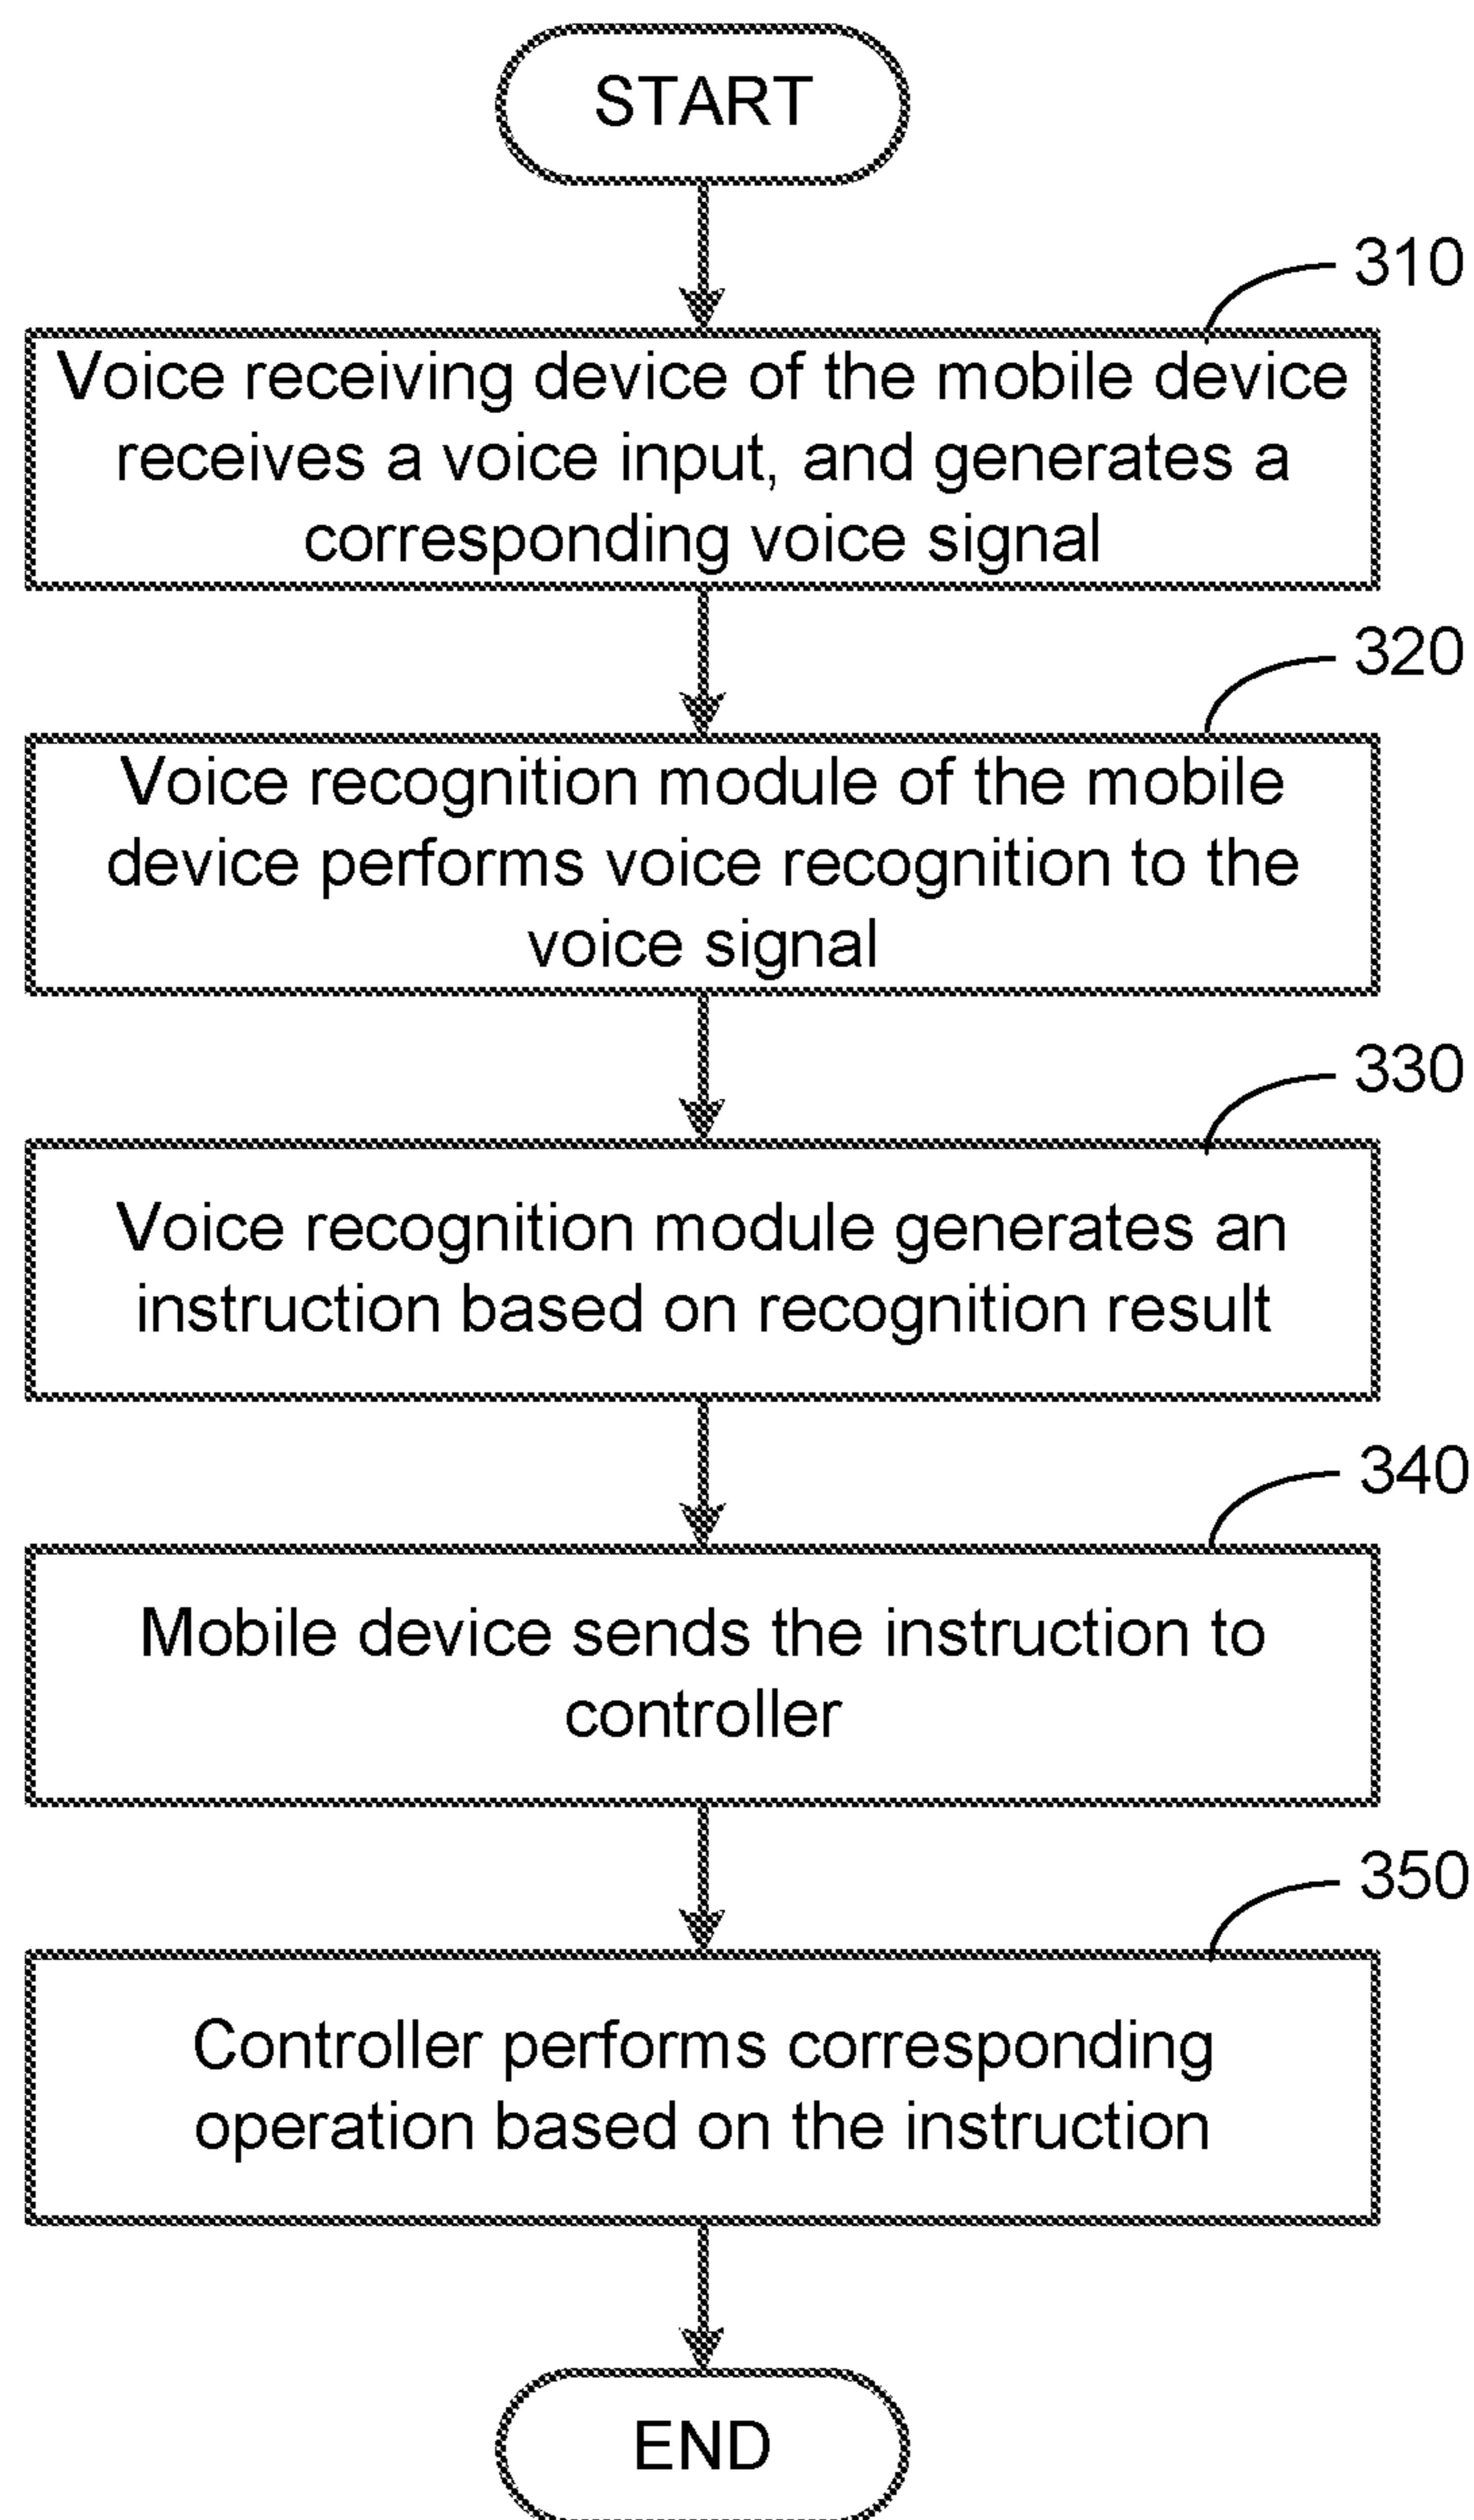 START
310
Voice receiving device of the mobile device
receives a voice input, and generates a
corresponding voice signal
320
Voice recognition module of the mobile
device performs voice recognition to the
voice signal
330
Voice recognition module generates an
instruction based on recognition result
340
Mobile device sends the instruction to
controller
350
Controller performs corresponding
operation based on the instruction
END